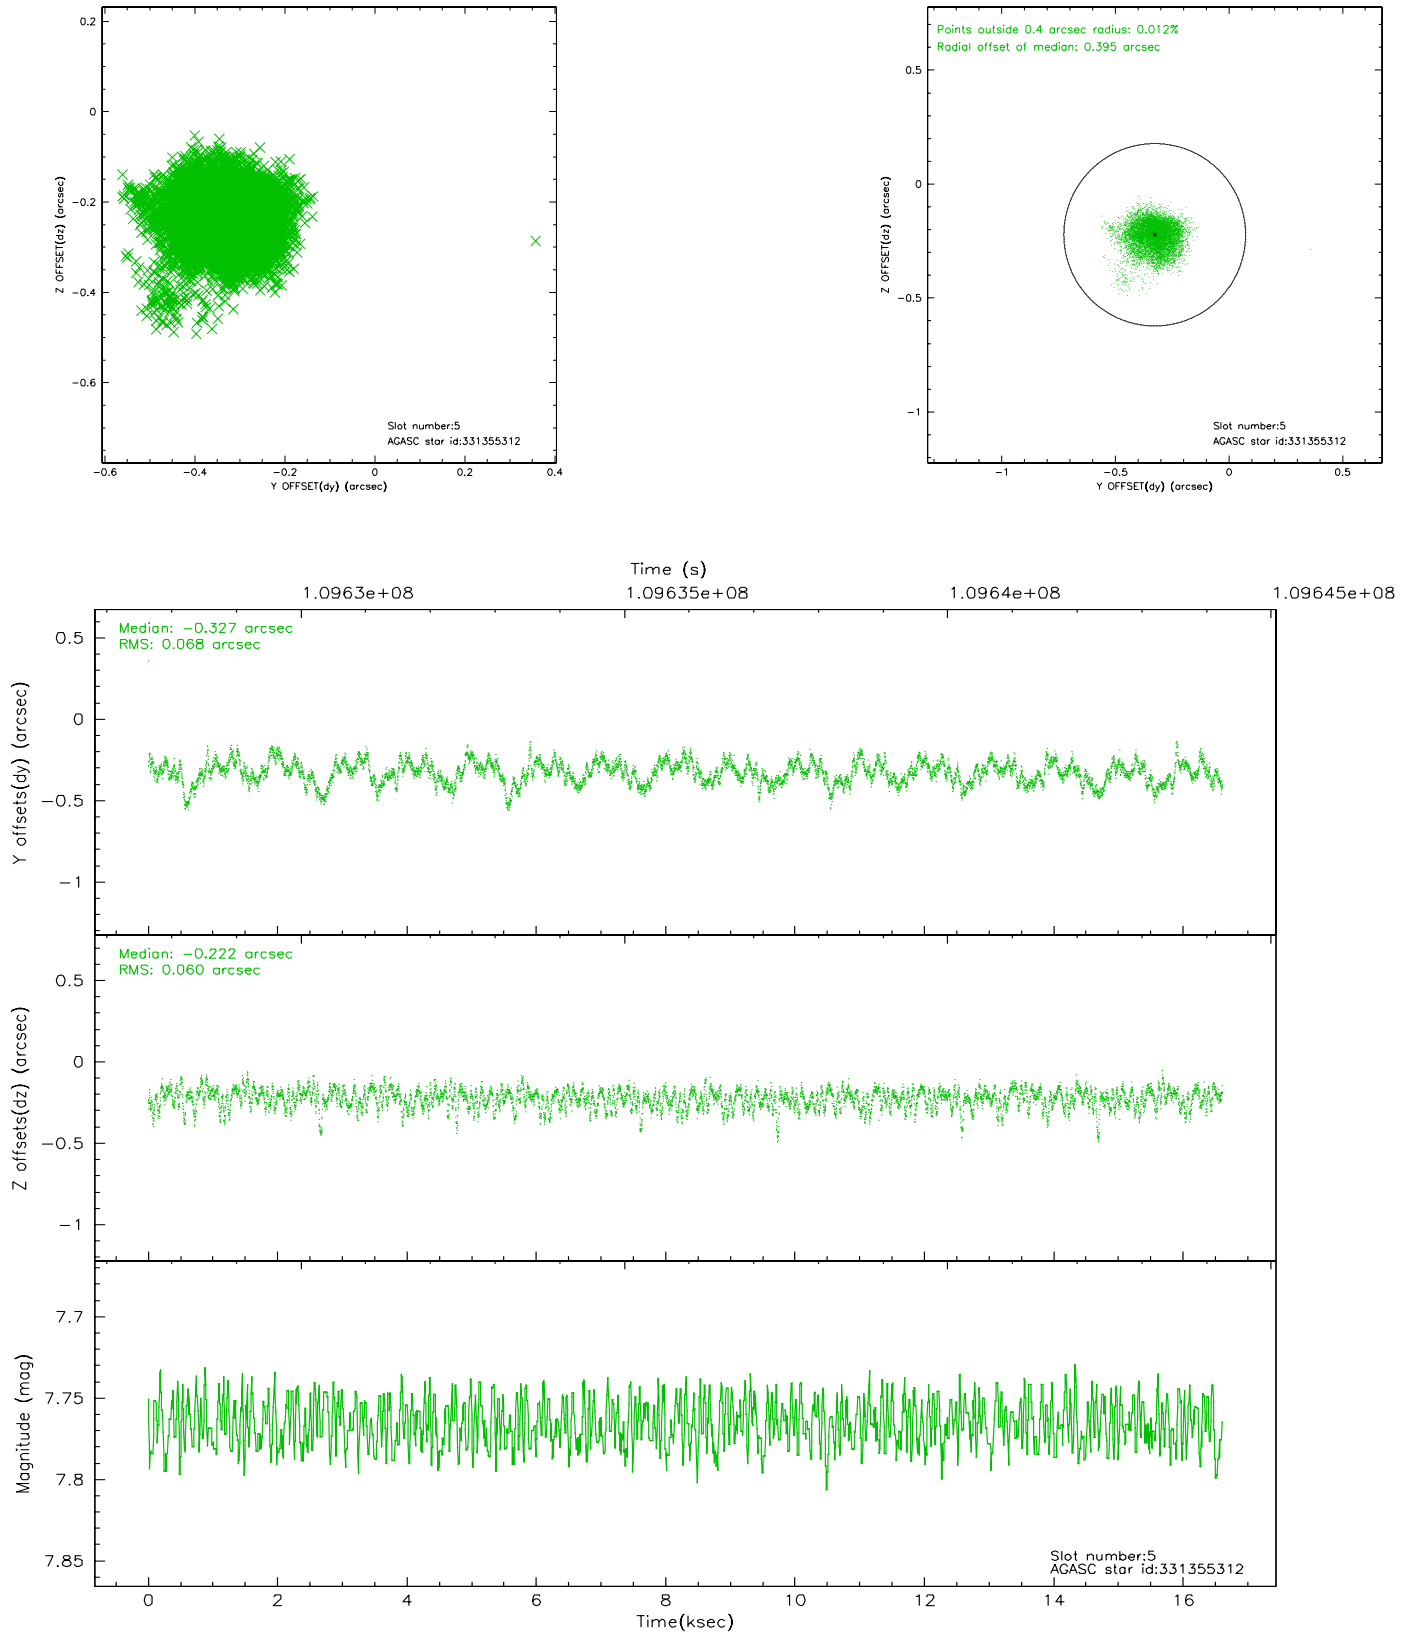 0.2
0
−0.2
−0.4
−0.6
Z OFFSET(dz) (arcsec)
Slot number:5
AGASC star id:331355312
−0.6 −0.4 −0.2 0 0.2 0.4
Y OFFSET(dy) (arcsec)
Points outside 0.4 arcsec radius: 0.012%
Radial offset of median: 0.395 arcsec
0.5
0
−0.5
−1
Z OFFSET(dz) (arcsec)
Slot number:5
AGASC star id:331355312
−1 −0.5 0 0.5
Y OFFSET(dy) (arcsec)
Time (s)
1.0963e+08 1.09635e+08 1.0964e+08 1.09645e+08
Median: −0.327 arcsec
RMS: 0.068 arcsec
0.5
0
−0.5
−1
Y offsets(dy) (arcsec)
Median: −0.222 arcsec
RMS: 0.060 arcsec
0.5
0
−0.5
−1
Z offsets(dz) (arcsec)
7.7
7.75
7.8
7.85
Magnitude (mag)
Slot number:5
AGASC star id:331355312
0 2 4 6 8 10 12 14 16
Time(ksec)